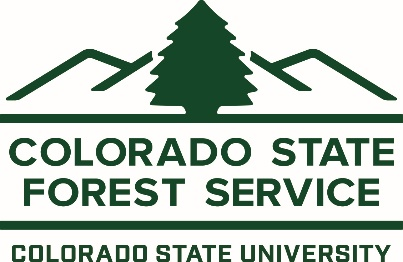 COLORADO STATE
FOREST SERVICE
COLORADO STATE UNIVERSITY